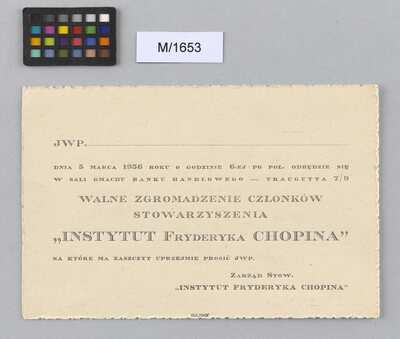 M/1653
JWP.
DNIA 5 MARCA 1936 ROKU O GODZINIE 6-EJ PO POŁ. ODBĘDZIE SIĘ
W SALI GMACHU BANKU HANDLOWEGO — TRAUGUTTA 7/9
WALNE ZGROMADZENIE CZŁONKÓW
STOWARZYSZENIA
„INSTYTUT FRYDERYKA CHOPINA”
NA KTÓRE MA ZASZCZYT UPRZEJMIE PROSIĆ JWP.
ZARZĄD STOW.
„INSTYTUT FRYDERYKA CHOPINA”